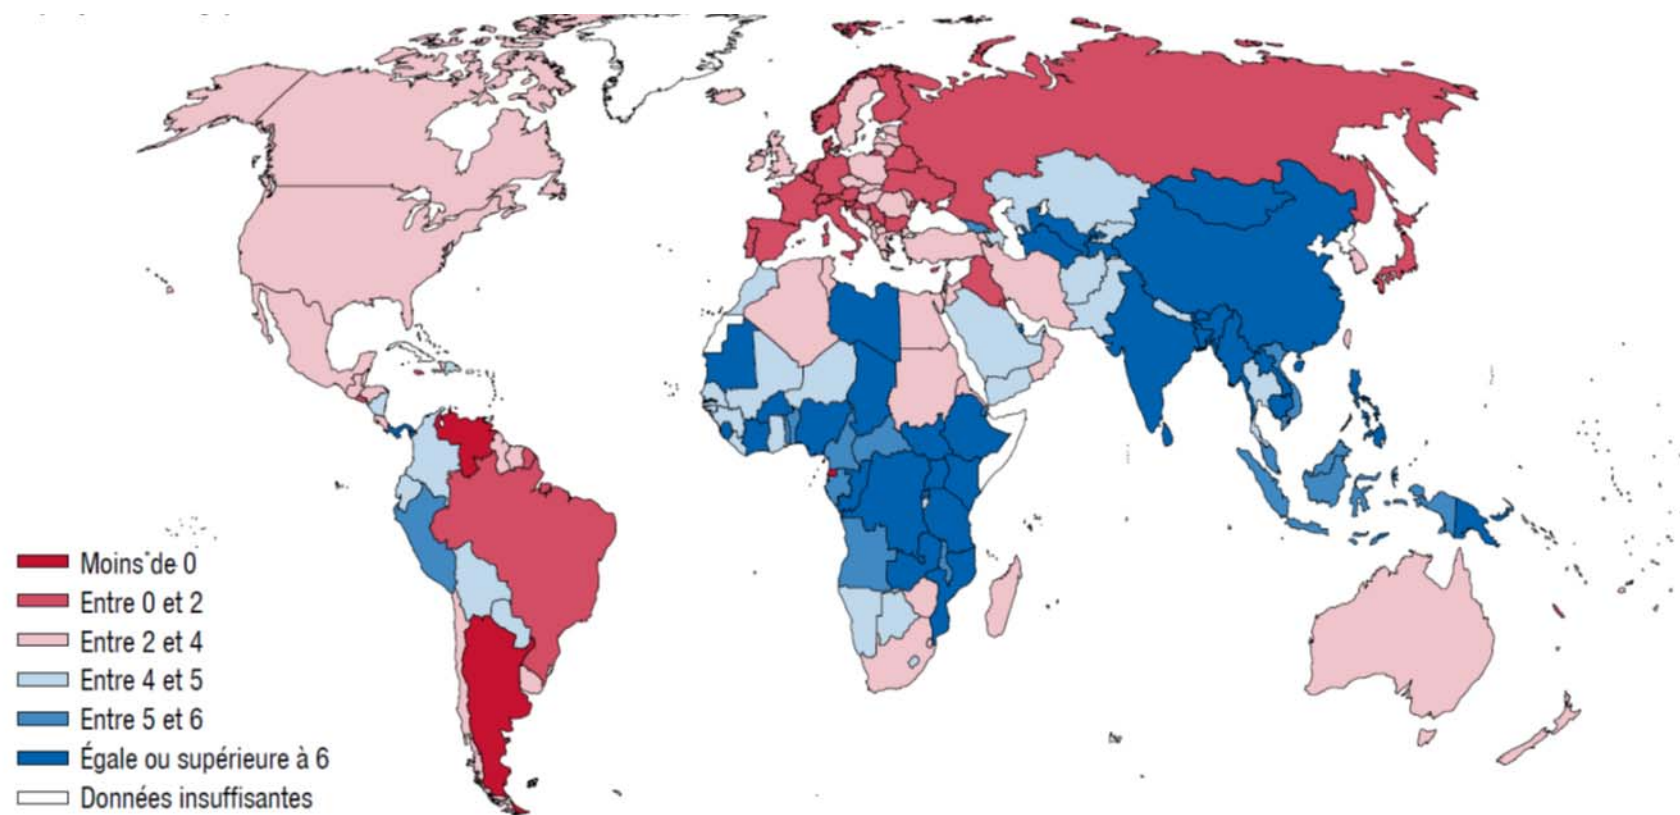 Moins de 0
Entre 0 et 2
Entre 2 et 4
Entre 4 et 5
Entre 5 et 6
Égale ou supérieure à 6
Données insuffisantes